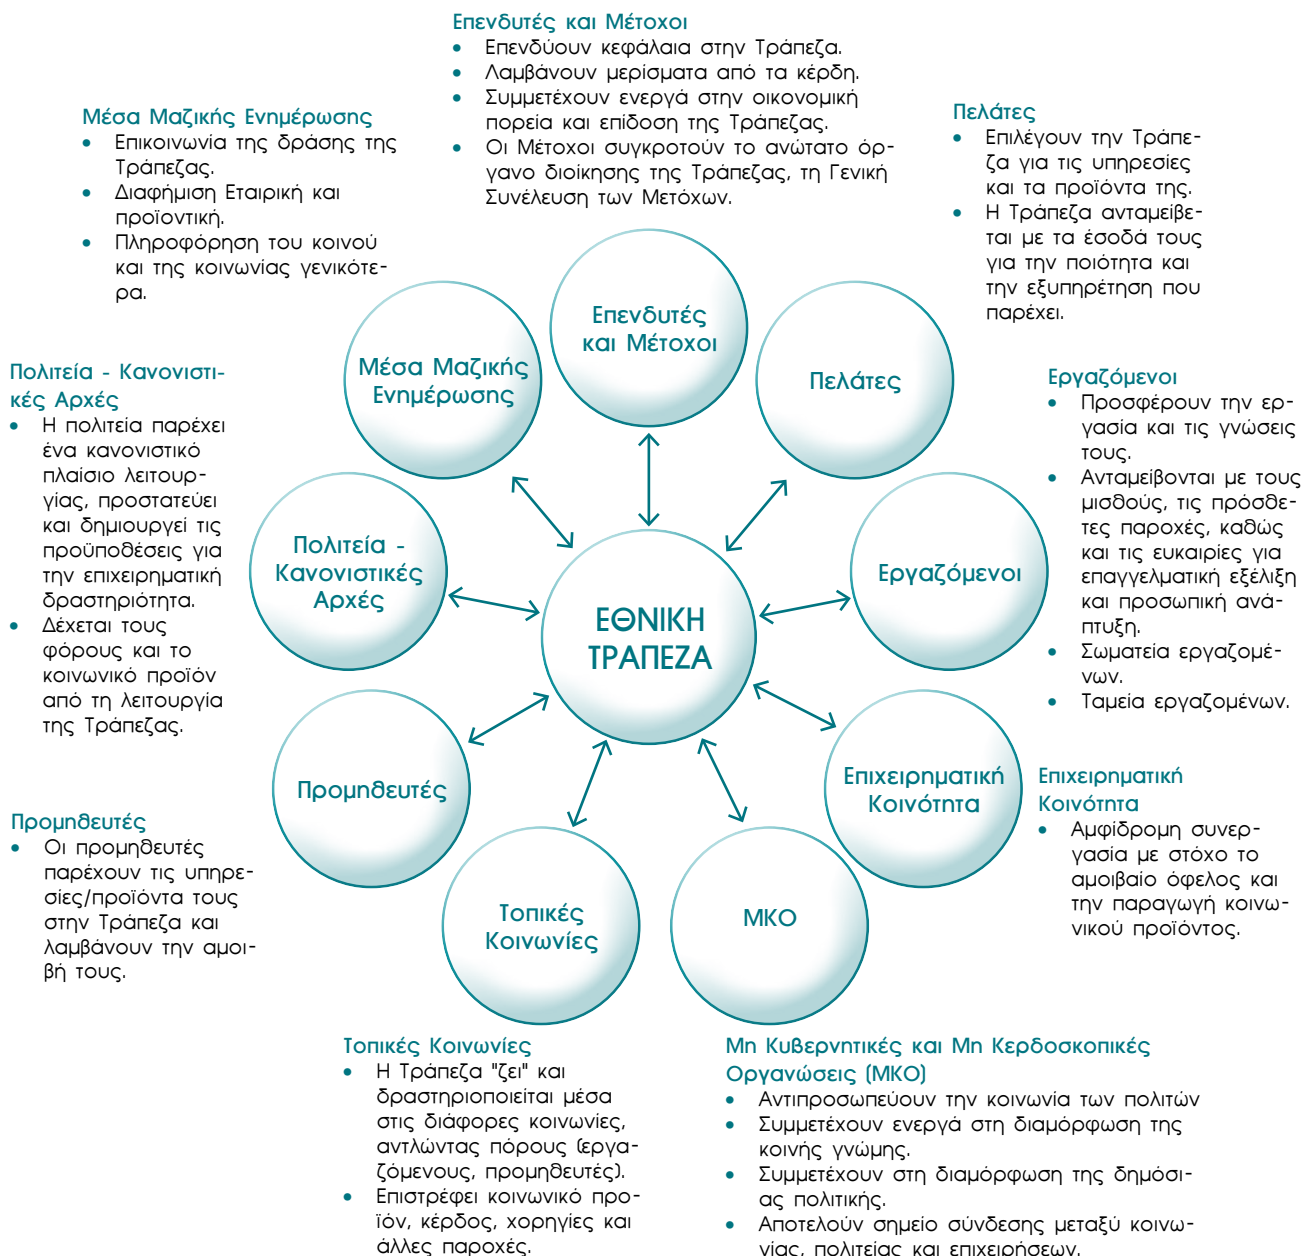 Επενδυτές και Μέτοχοι
• Επενδύουν κεφάλαια στην Τράπεζα.
• Λαμβάνουν μερίσματα από τα κέρδη.
• Συμμετέχουν ενεργά στην οικονομική
πορεία και επίδοση της Τράπεζας.
• Οι Μέτοχοι συγκροτούν το ανώτατο όρ-
γανο διοίκησης της Τράπεζας, τη Γενική
Συνέλευση των Μετόχων.
Μέσα Μαζικής Ενημέρωσης
• Επικοινωνία της δράσης της
Τράπεζας.
• Διαφήμιση Εταιρική και
προϊοντική.
• Πληροφόρηση του κοινού
και της κοινωνίας γενικότε-
ρα.
Πελάτες
• Επιλέγουν την Τράπε-
ζα για τις υπηρεσίες
και τα προϊόντα της.
• Η Τράπεζα ανταμείβε-
ται με τα έσοδά τους
για την ποιότητα και
την εξυπηρέτηση που
παρέχει.
Επενδυτές
και Μέτοχοι
Μέσα Μαζικής
Ενημέρωσης
Πελάτες
Πολιτεία - Κανονιστι-
κές Αρχές
• Η πολιτεία παρέχει
ένα κανονιστικό
πλαίσιο λειτουρ-
γίας, προστατεύει
και δημιουργεί τις
προϋποθέσεις για
την επιχειρηματική
δραστηριότητα.
• Δέχεται τους
φόρους και το
κοινωνικό προϊόν
από τη λειτουργία
της Τράπεζας.
Εργαζόμενοι
• Προσφέρουν την ερ-
γασία και τις γνώσεις
τους.
• Ανταμείβονται με τους
μισθούς, τις πρόσθε-
τες παροχές, καθώς
και τις ευκαιρίες για
επαγγελματική εξέλιξη
και προσωπική ανά-
πτυξη.
• Σωματεία εργαζομέ-
νων.
• Ταμεία εργαζομένων.
Πολιτεία -
Κανονιστικές
Αρχές
Εργαζόμενοι
ΕΘΝΙΚΗ
ΤΡΑΠΕΖΑ
Προμηθευτές
Επιχειρηματική
Κοινότητα
Τοπικές
Κοινωνίες
ΜΚΟ
Προμηθευτές
• Οι προμηθευτές
παρέχουν τις υπηρε-
σίες/προϊόντα τους
στην Τράπεζα και
λαμβάνουν την αμοι-
βή τους.
Επιχειρηματική
Κοινότητα
• Αμφίδρομη συνερ-
γασία με στόχο το
αμοιβαίο όφελος και
την παραγωγή κοινω-
νικού προϊόντος.
Τοπικές Κοινωνίες
• Η Τράπεζα "ζει" και
δραστηριοποιείται μέσα
στις διάφορες κοινωνίες,
αντλώντας πόρους (εργα-
ζόμενους, προμηθευτές).
• Επιστρέφει κοινωνικό προ-
ϊόν, κέρδος, χορηγίες και
άλλες παροχές.
Μη Κυβερνητικές και Μη Κερδοσκοπικές
Οργανώσεις (ΜΚΟ)
• Αντιπροσωπεύουν την κοινωνία των πολιτών
• Συμμετέχουν ενεργά στη διαμόρφωση της
κοινής γνώμης.
• Συμμετέχουν στη διαμόρφωση της δημόσι-
ας πολιτικής.
• Αποτελούν σημείο σύνδεσης μεταξύ κοινω-
νίας, πολιτείας και επιχειρήσεων.